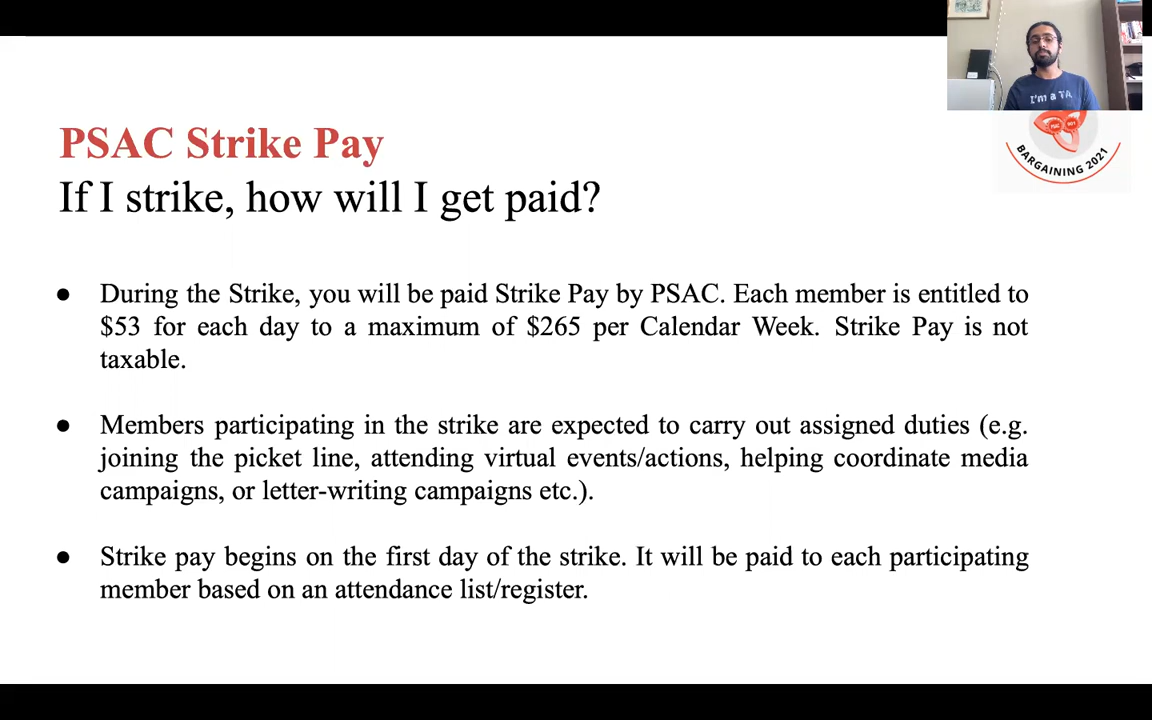 I'm a TA
PSAC 901
BARGAINING 2021
PSAC Strike Pay
If I strike, how will I get paid?
● During the Strike, you will be paid Strike Pay by PSAC. Each member is entitled to
$53 for each day to a maximum of $265 per Calendar Week. Strike Pay is not
taxable.
● Members participating in the strike are expected to carry out assigned duties (e.g.
joining the picket line, attending virtual events/actions, helping coordinate media
campaigns, or letter-writing campaigns etc.).
● Strike pay begins on the first day of the strike. It will be paid to each participating
member based on an attendance list/register.